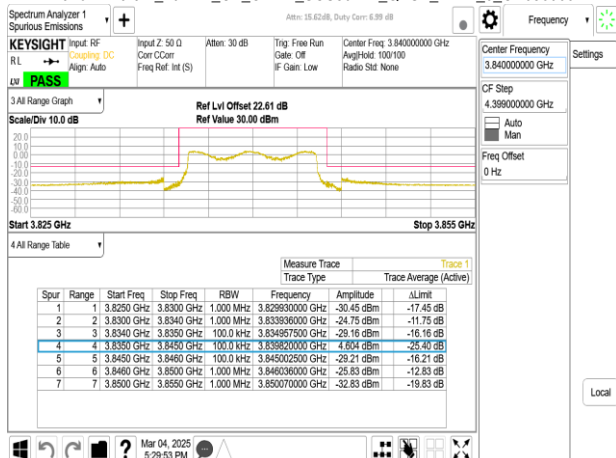 Spectrum Analyzer 1
Spurious Emissions
Attn: 15.62dB, Duty Corr: 6.99 dB
Frequency
KEYSIGHT
RL
LXI
PASS
Input: RF
Coupling: DC
Align: Auto
Input Z: 50 Ω
Corr CCorr
Freq Ref: Int (S)
Atten: 30 dB
Trig: Free Run
Gate: Off
IF Gain: Low
Center Freq: 3.840000000 GHz
Avg|Hold: 100/100
Radio Std: None
Center Frequency
3.840000000 GHz
Settings
CF Step
4.399000000 GHz
Auto
Man
Freq Offset
0 Hz
3 All Range Graph
Scale/Div 10.0 dB
Ref Lvl Offset 22.61 dB
Ref Value 30.00 dBm
20.0
10.0
0.00
-10.0
-20.0
-30.0
-40.0
-50.0
-60.0
Start 3.825 GHz
Stop 3.855 GHz
4 All Range Table
Measure Trace Trace 1
Trace Type Trace Average (Active)
Spur Range Start Freq Stop Freq RBW Frequency Amplitude ΔLimit
1 1 3.8250 GHz 3.8300 GHz 1.000 MHz 3.829930000 GHz -30.45 dBm -17.45 dB
2 2 3.8300 GHz 3.8340 GHz 1.000 MHz 3.833936000 GHz -24.75 dBm -11.75 dB
3 3 3.8340 GHz 3.8350 GHz 100.0 kHz 3.834957500 GHz -29.16 dBm -16.16 dB
4 4 3.8350 GHz 3.8450 GHz 100.0 kHz 3.839820000 GHz 4.604 dBm -25.40 dB
5 5 3.8450 GHz 3.8460 GHz 100.0 kHz 3.845002500 GHz -29.21 dBm -16.21 dB
6 6 3.8460 GHz 3.8500 GHz 1.000 MHz 3.846036000 GHz -25.83 dBm -12.83 dB
7 7 3.8500 GHz 3.8550 GHz 1.000 MHz 3.850070000 GHz -32.83 dBm -19.83 dB
Local
Mar 04, 2025
5:29:53 PM